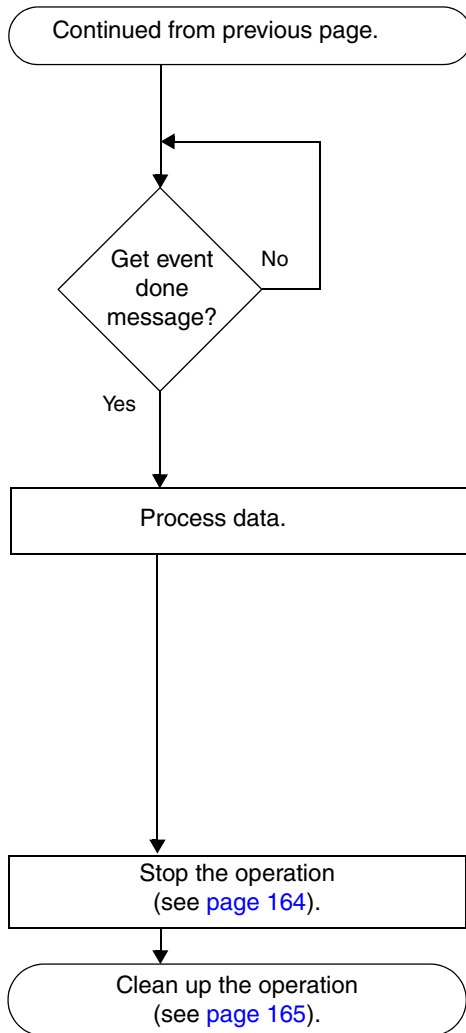 Continued from previous page.
Get event
done
message?
No
Yes
Process data.
Stop the operation
(see page 164).
Clean up the operation
(see page 165).